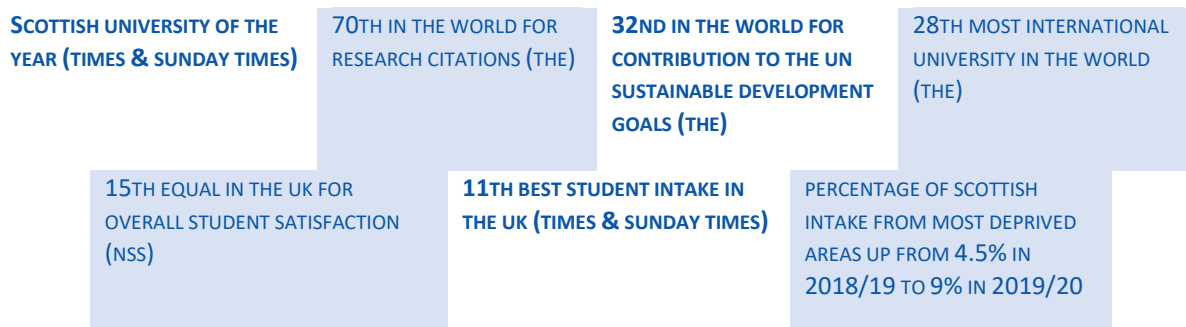 SCOTTISH UNIVERSITY OF THE
YEAR (TIMES & SUNDAY TIMES)
70TH IN THE WORLD FOR
RESEARCH CITATIONS (THE)
32ND IN THE WORLD FOR
CONTRIBUTION TO THE UN
SUSTAINABLE DEVELOPMENT
GOALS (THE)
28TH MOST INTERNATIONAL
UNIVERSITY IN THE WORLD
(THE)
15TH EQUAL IN THE UK FOR
OVERALL STUDENT SATISFACTION
(NSS)
11TH BEST STUDENT INTAKE IN
THE UK (TIMES & SUNDAY TIMES)
PERCENTAGE OF SCOTTISH
INTAKE FROM MOST DEPRIVED
AREAS UP FROM 4.5% IN
2018/19 TO 9% IN 2019/20